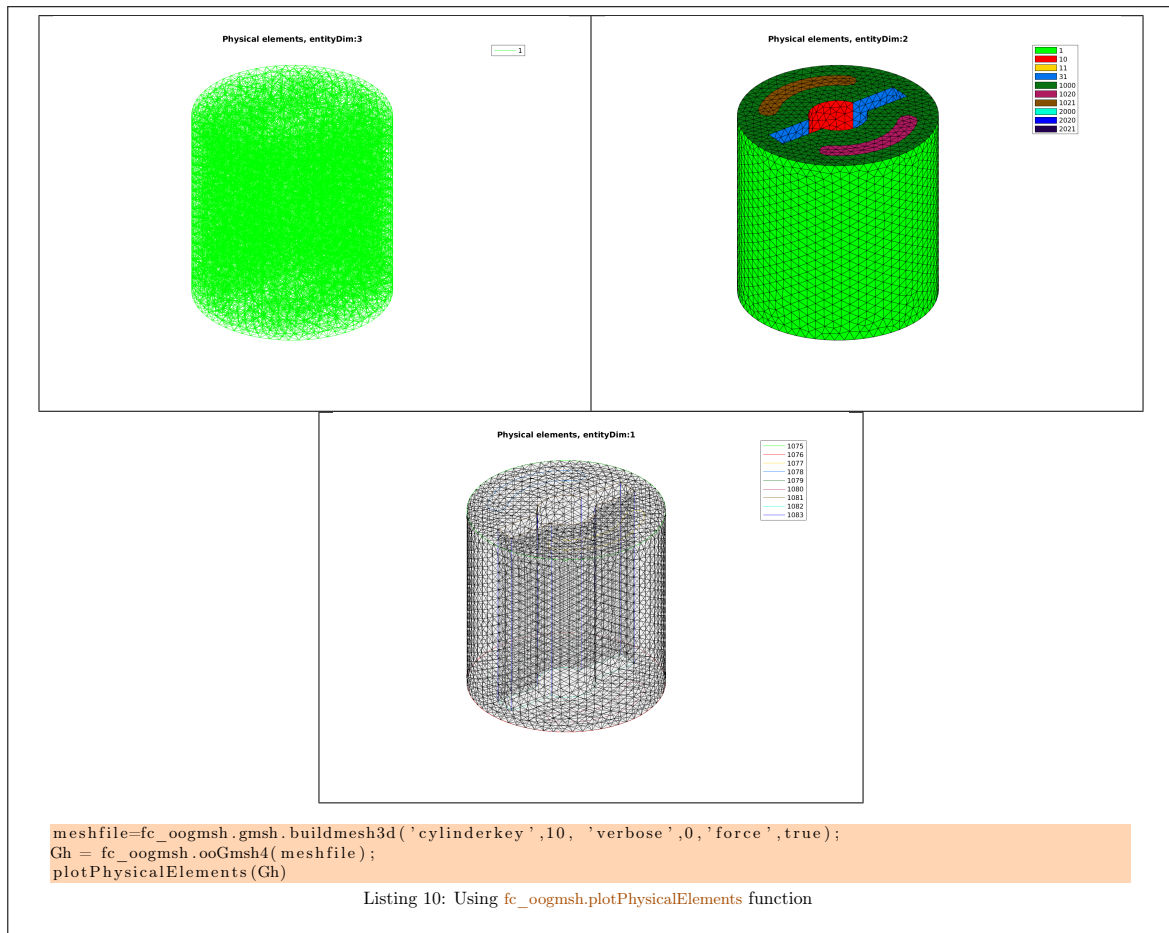 Physical elements, entityDim:3
1
Physical elements, entityDim:2
1
10
11
31
1000
1020
1021
2000
2020
2021
Physical elements, entityDim:1
1075
1076
1077
1078
1079
1080
1081
1082
1083
meshfile=fc_oogmsh.gmsh.buildmesh3d('cylinderkey',10, 'verbose',0,'force',true);
Gh = fc_oogmsh.ooGmsh4(meshfile);
plotPhysicalElements(Gh)
Listing 10: Using fc_oogmsh.plotPhysicalElements function